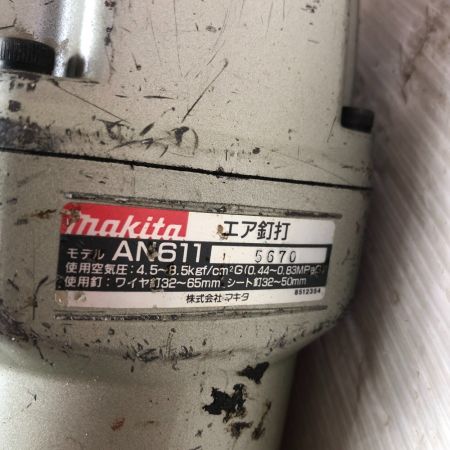 makita エア釘打
モデル AN611 5670
使用空気圧：4.5～8.5kgf/cm²G(0.44～0.83MPa)
使用釘：ワイヤ釘32～65mm、シート釘32～50mm
8512354
株式会社マキタ